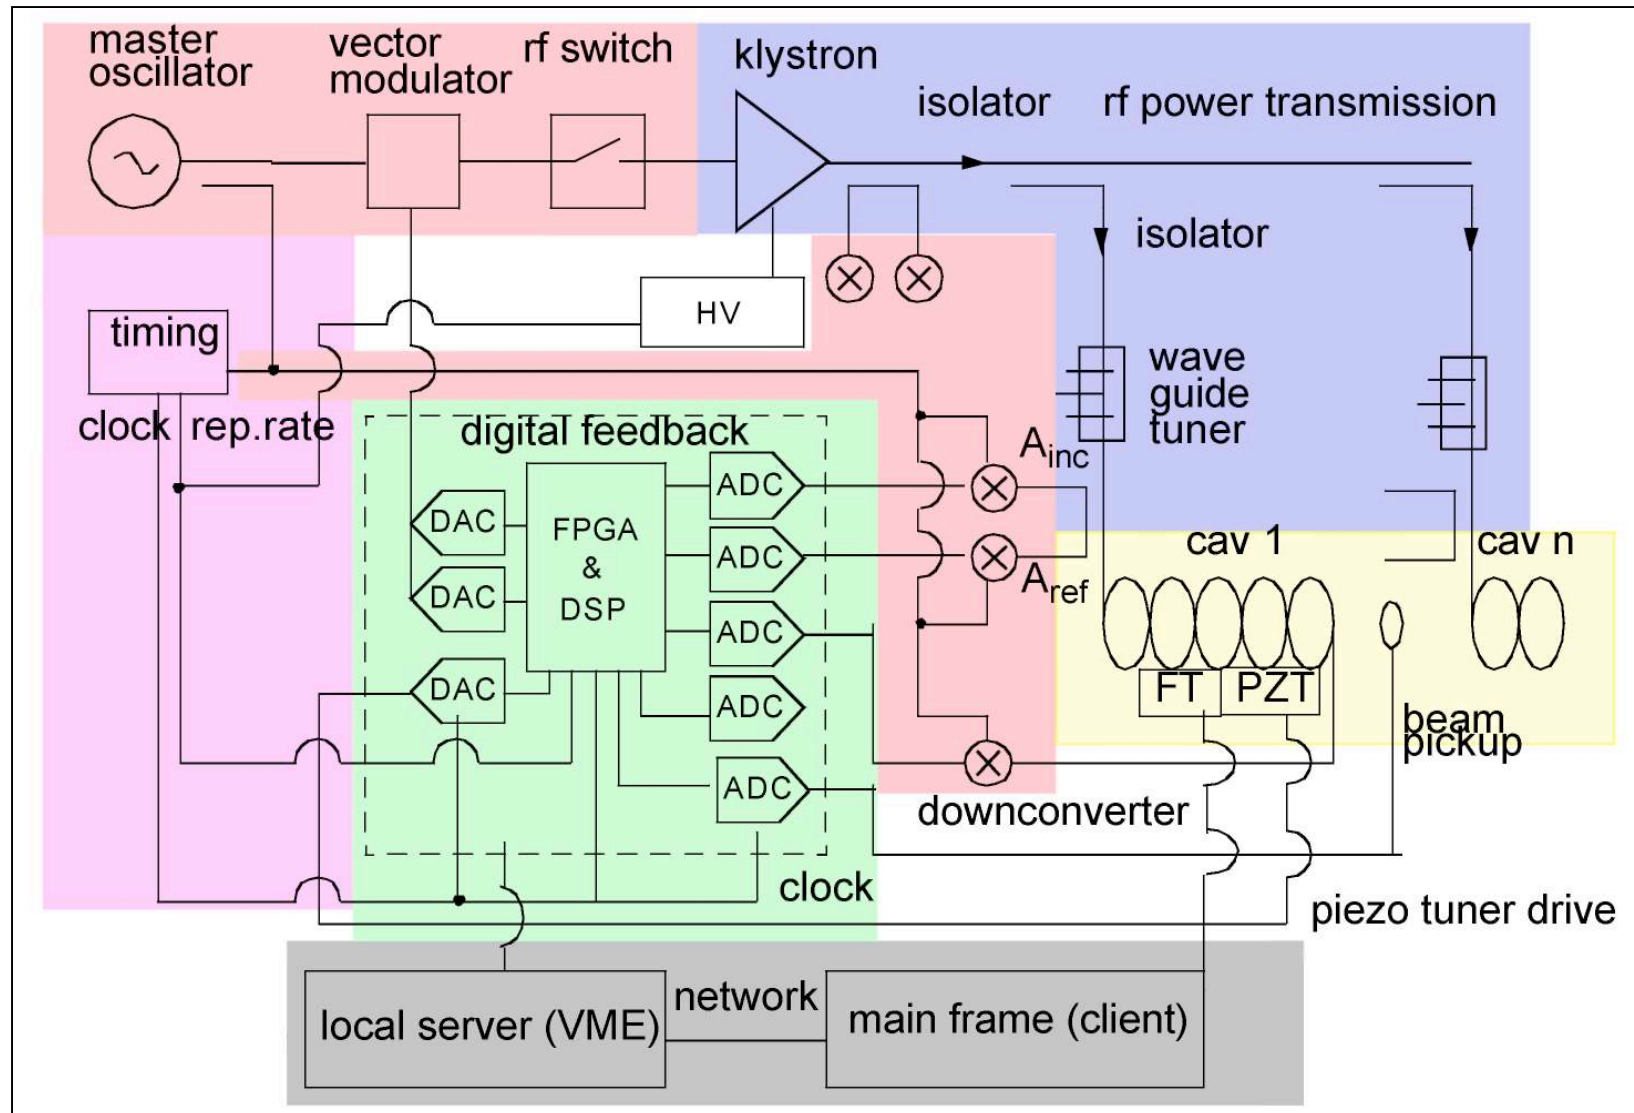 master
oscillator
vector
modulator
rf switch
klystron
isolator
rf power transmission
isolator
HV
timing
wave
guide
tuner
clock
rep.rate
digital feedback
A inc
ADC
DAC
FPGA
&
DSP
ADC
A ref
cav 1
cav n
DAC
ADC
DAC
ADC
FT
PZT
beam
pickup
ADC
downconverter
clock
piezo tuner drive
network
local server (VME)
main frame (client)